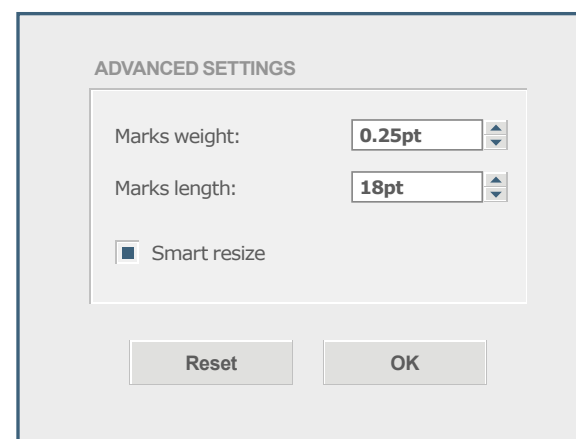 ADVANCED SETTINGS
Marks weight: 0.25pt
Marks length: 18pt
Smart resize
Reset OK